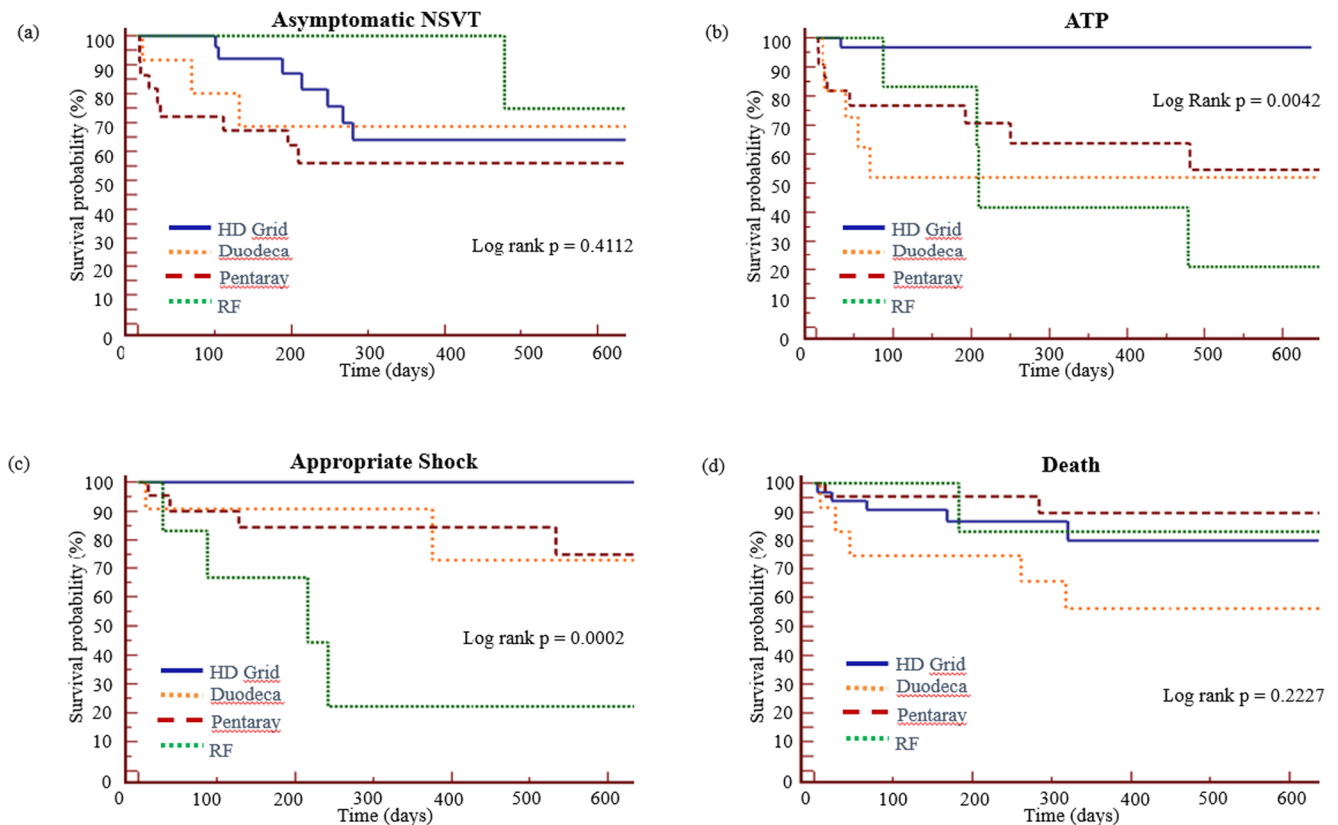 (a)
Asymptomatic NSVT
Survival probability (%)
100
90
80
70
60
50
40
30
20
10
0
HD Grid
Duodeca
Pentaray
RF
Log rank p = 0.4112
0 100 200 300 400 500 600
Time (days)
(b)
ATP
Survival probability (%)
100
90
80
70
60
50
40
30
20
10
0
Log Rank p = 0.0042
HD Grid
Duodeca
Pentaray
RF
0 100 200 300 400 500 600
Time (days)
(c)
Appropriate Shock
Survival probability (%)
100
90
80
70
60
50
40
30
20
10
0
Log rank p = 0.0002
HD Grid
Duodeca
Pentaray
RF
0 100 200 300 400 500 600
Time (days)
(d)
Death
Survival probability (%)
100
90
80
70
60
50
40
30
20
10
0
HD Grid
Duodeca
Pentaray
RF
Log rank p = 0.2227
0 100 200 300 400 500 600
Time (days)